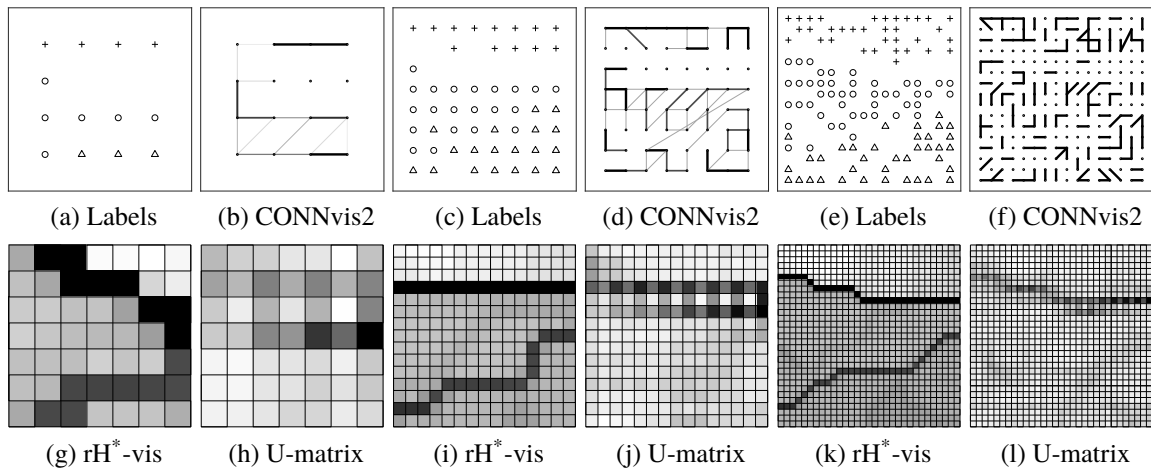 (a) Labels (b) CONNvis2 (c) Labels (d) CONNvis2 (e) Labels (f) CONNvis2
(g) rH*-vis (h) U-matrix (i) rH*-vis (j) U-matrix (k) rH*-vis (l) U-matrix